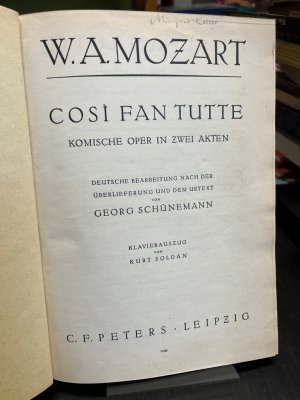 W. A. MOZART
COSÌ FAN TUTTE
KOMISCHE OPER IN ZWEI AKTEN
DEUTSCHE BEARBEITUNG NACH DER
ÜBERLIEFERUNG UND DEM URTEXT
VON
GEORG SCHÜNEMANN
KLAVIERAUSZUG
VON
KURT SOLDAN
C. F. PETERS · LEIPZIG